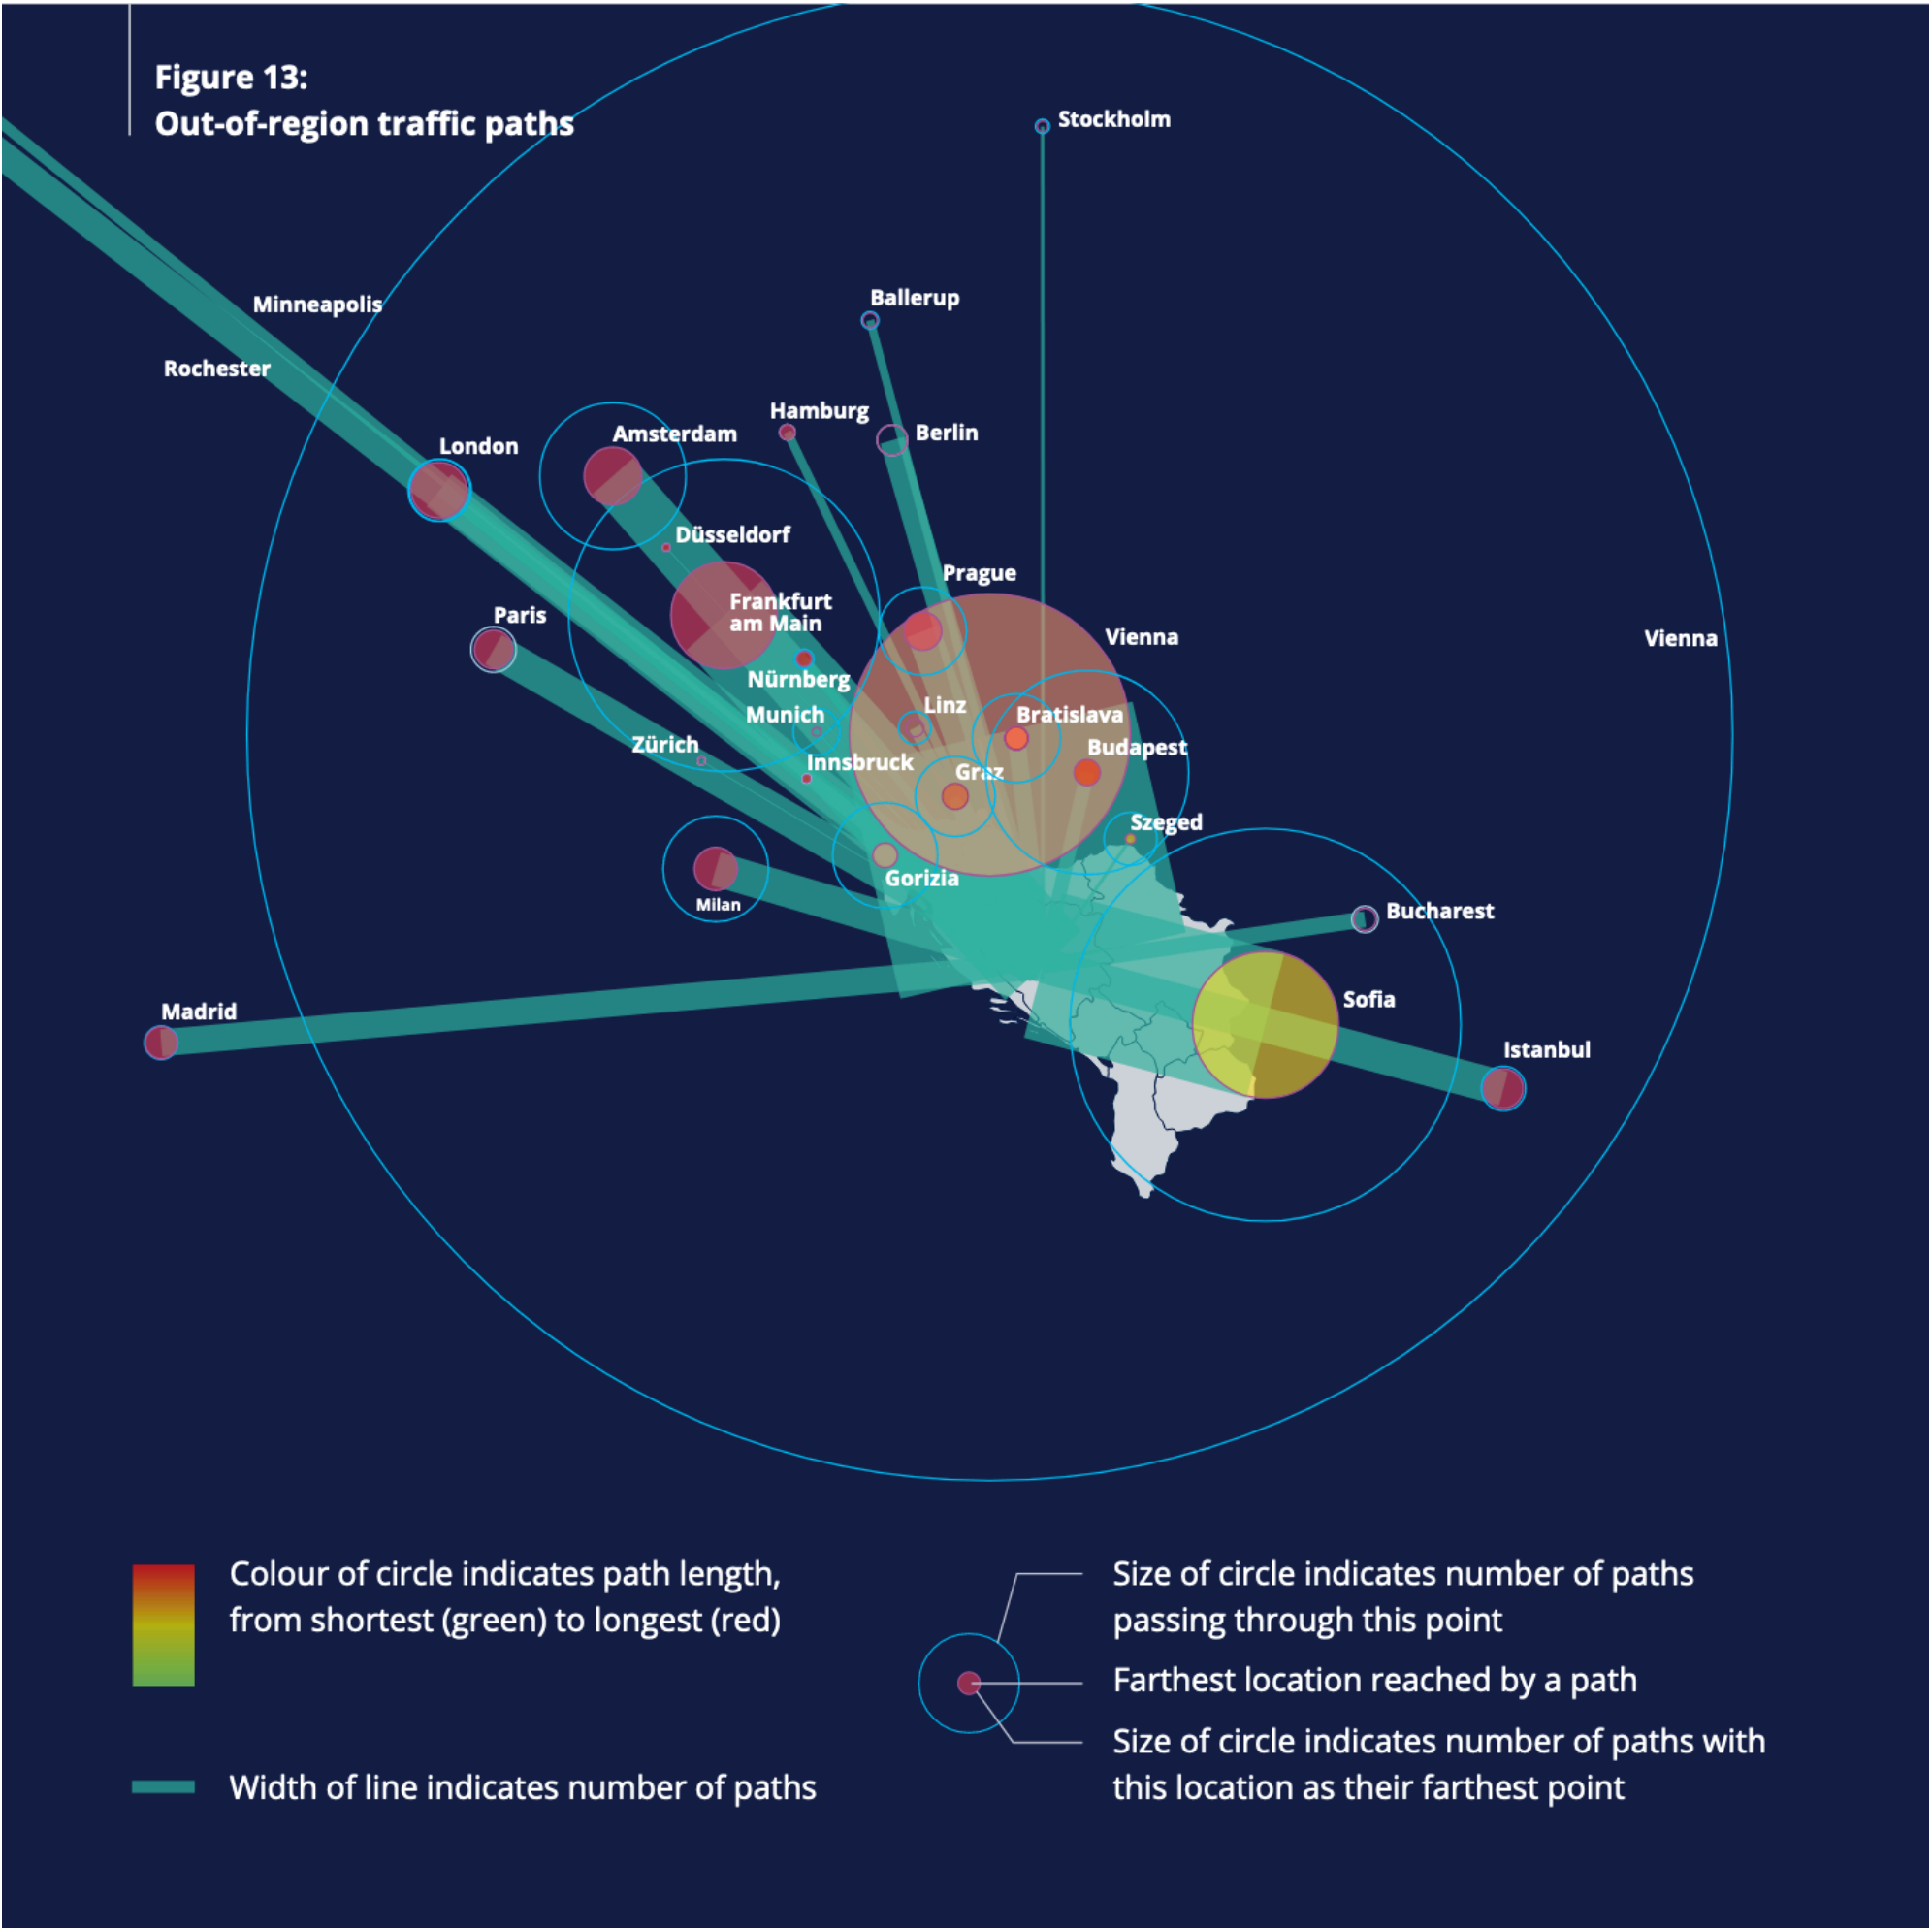 Figure 13:
Out-of-region traffic paths
Stockholm
Minneapolis
Ballerup
Rochester
Hamburg
Amsterdam
Berlin
London
Düsseldorf
Prague
Frankfurt
am Main
Paris
Vienna
Vienna
Nürnberg
Linz
Munich
Bratislava
Zürich
Budapest
Innsbruck
Graz
Szeged
Gorizia
Milan
Bucharest
Sofia
Madrid
Istanbul
Colour of circle indicates path length,
from shortest (green) to longest (red)
Width of line indicates number of paths
Size of circle indicates number of paths
passing through this point
Farthest location reached by a path
Size of circle indicates number of paths with
this location as their farthest point